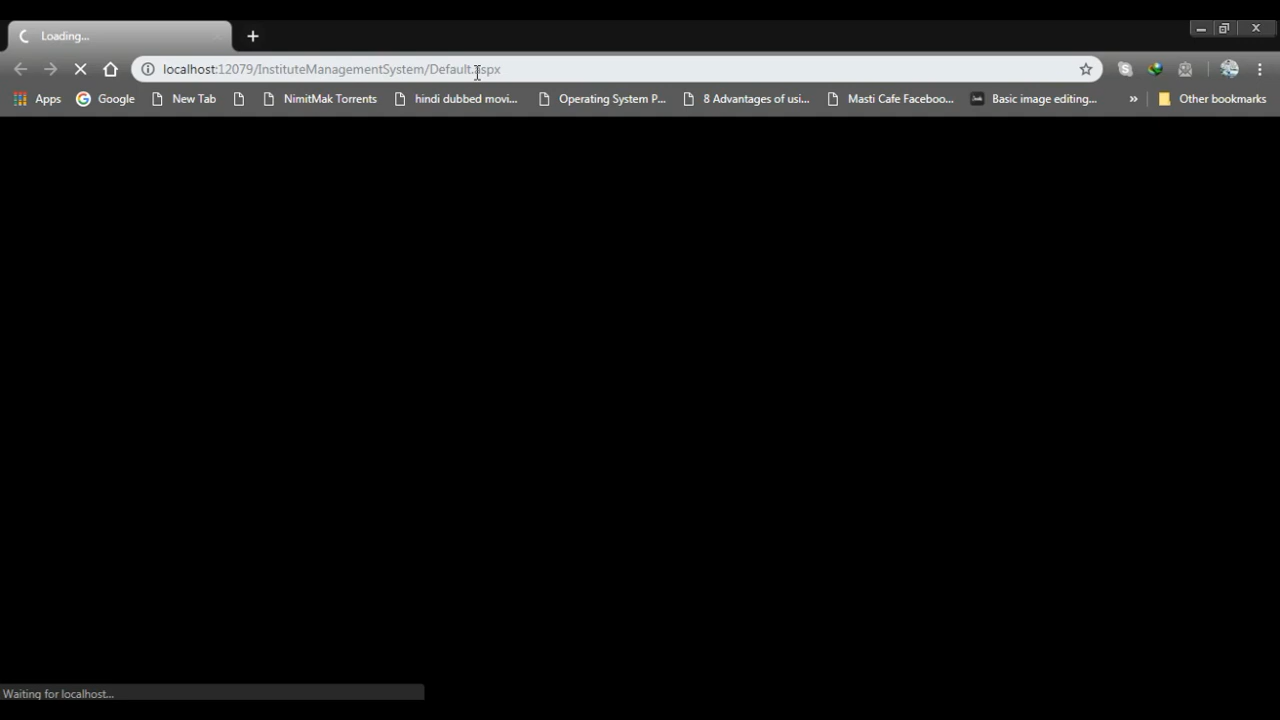 Loading...
localhost:12079/InstituteManagementSystem/Default.aspx
Apps Google New Tab NimitMak Torrents hindi dubbed movi... Operating System P... 8 Advantages of usi... Masti Cafe Faceboo... Basic image editing... » Other bookmarks
Waiting for localhost...